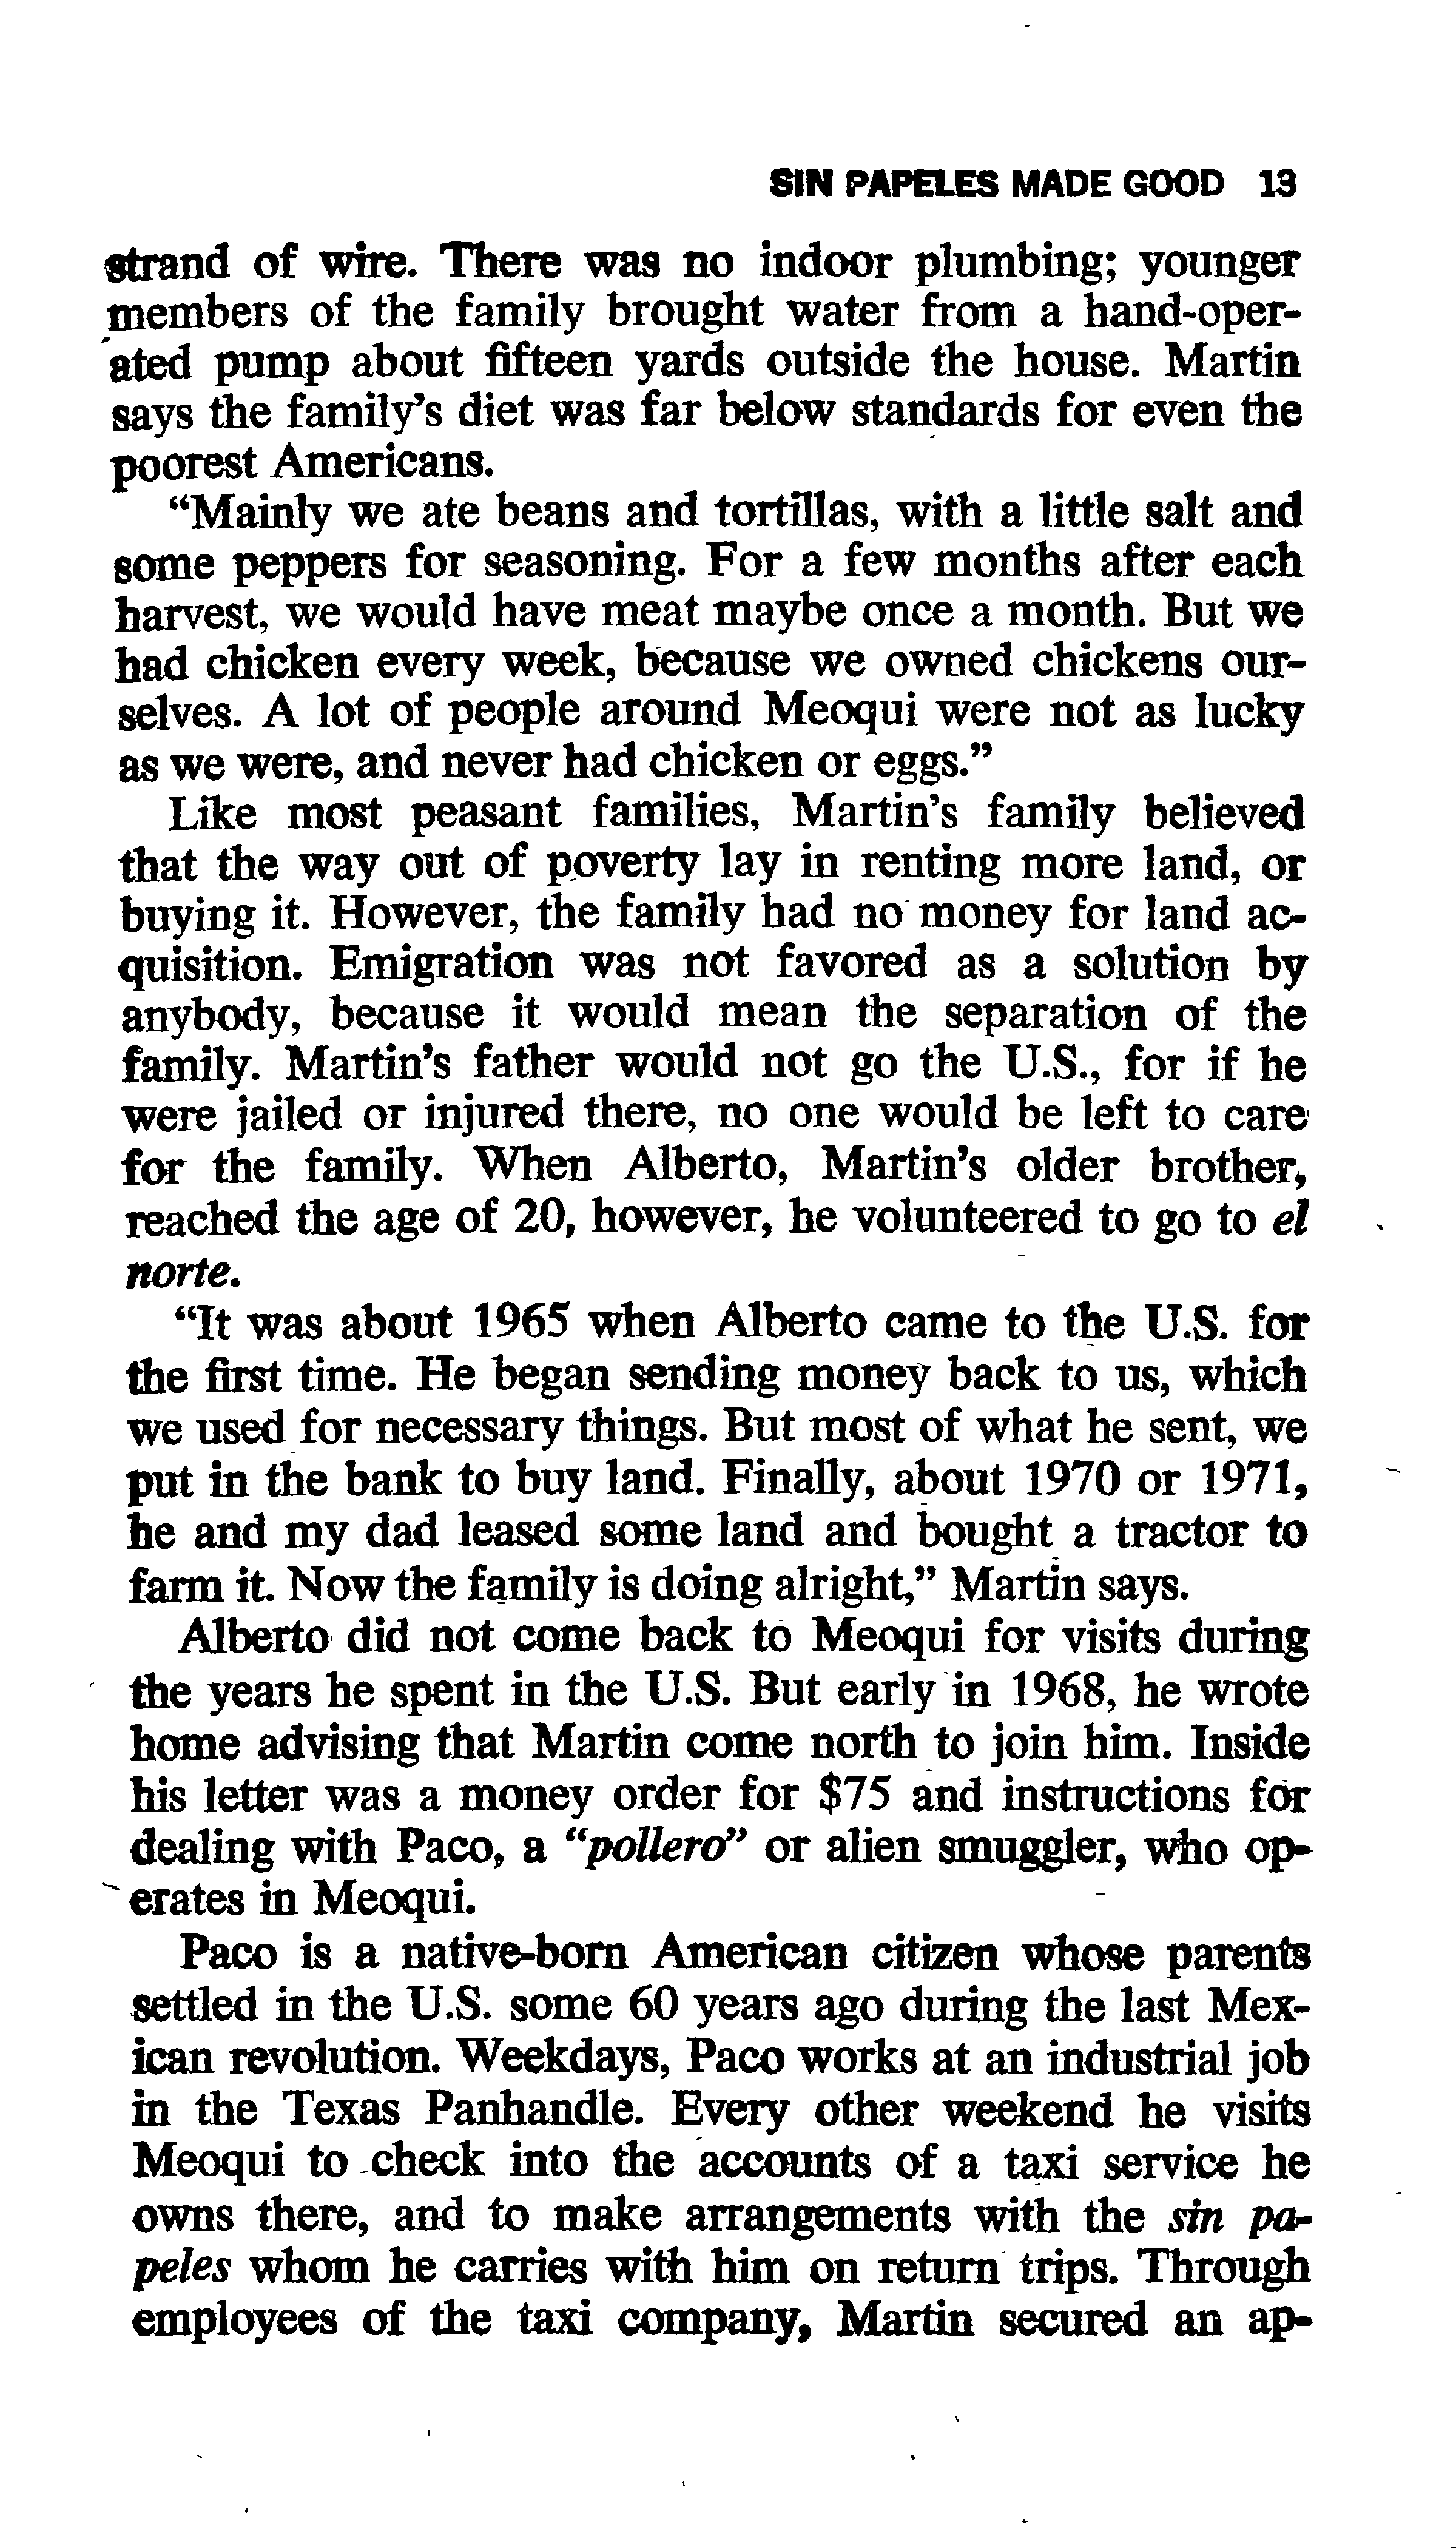 SIN PAPELES MADE GOOD 13
strand of wire. There was no indoor plumbing; younger
members of the family brought water from a hand-oper-
ated pump about fifteen yards outside the house. Martin
says the family's diet was far below standards for even the
poorest Americans.
“Mainly we ate beans and tortillas, with a little salt and
some peppers for seasoning. For a few months after each
harvest, we would have meat maybe once a month. But we
had chicken every week, because we owned chickens our-
selves. A lot of people around Meoqui were not as lucky
as we were, and never had chicken or eggs.”
Like most peasant families, Martin's family believed
that the way out of poverty lay in renting more land, or
buying it. However, the family had no money for land ac-
quisition. Emigration was not favored as a solution by
anybody, because it would mean the separation of the
family. Martin's father would not go the U.S., for if he
were jailed or injured there, no one would be left to care
for the family. When Alberto, Martin's older brother,
reached the age of 20, however, he volunteered to go to el
norte.
“It was about 1965 when Alberto came to the U.S. for
the first time. He began sending money back to us, which
we used for necessary things. But most of what he sent, we
put in the bank to buy land. Finally, about 1970 or 1971,
he and my dad leased some land and bought a tractor to
farm it. Now the family is doing alright,” Martin says.
Alberto did not come back to Meoqui for visits during
the years he spent in the U.S. But early in 1968, he wrote
home advising that Martin come north to join him. Inside
his letter was a money order for $75 and instructions for
dealing with Paco, a “pollero” or alien smuggler, who op-
erates in Meoqui.
Paco is a native-born American citizen whose parents
settled in the U.S. some 60 years ago during the last Mex-
ican revolution. Weekdays, Paco works at an industrial job
in the Texas Panhandle. Every other weekend he visits
Meoqui to check into the accounts of a taxi service he
owns there, and to make arrangements with the sin pa-
peles whom he carries with him on return trips. Through
employees of the taxi company, Martin secured an ap-